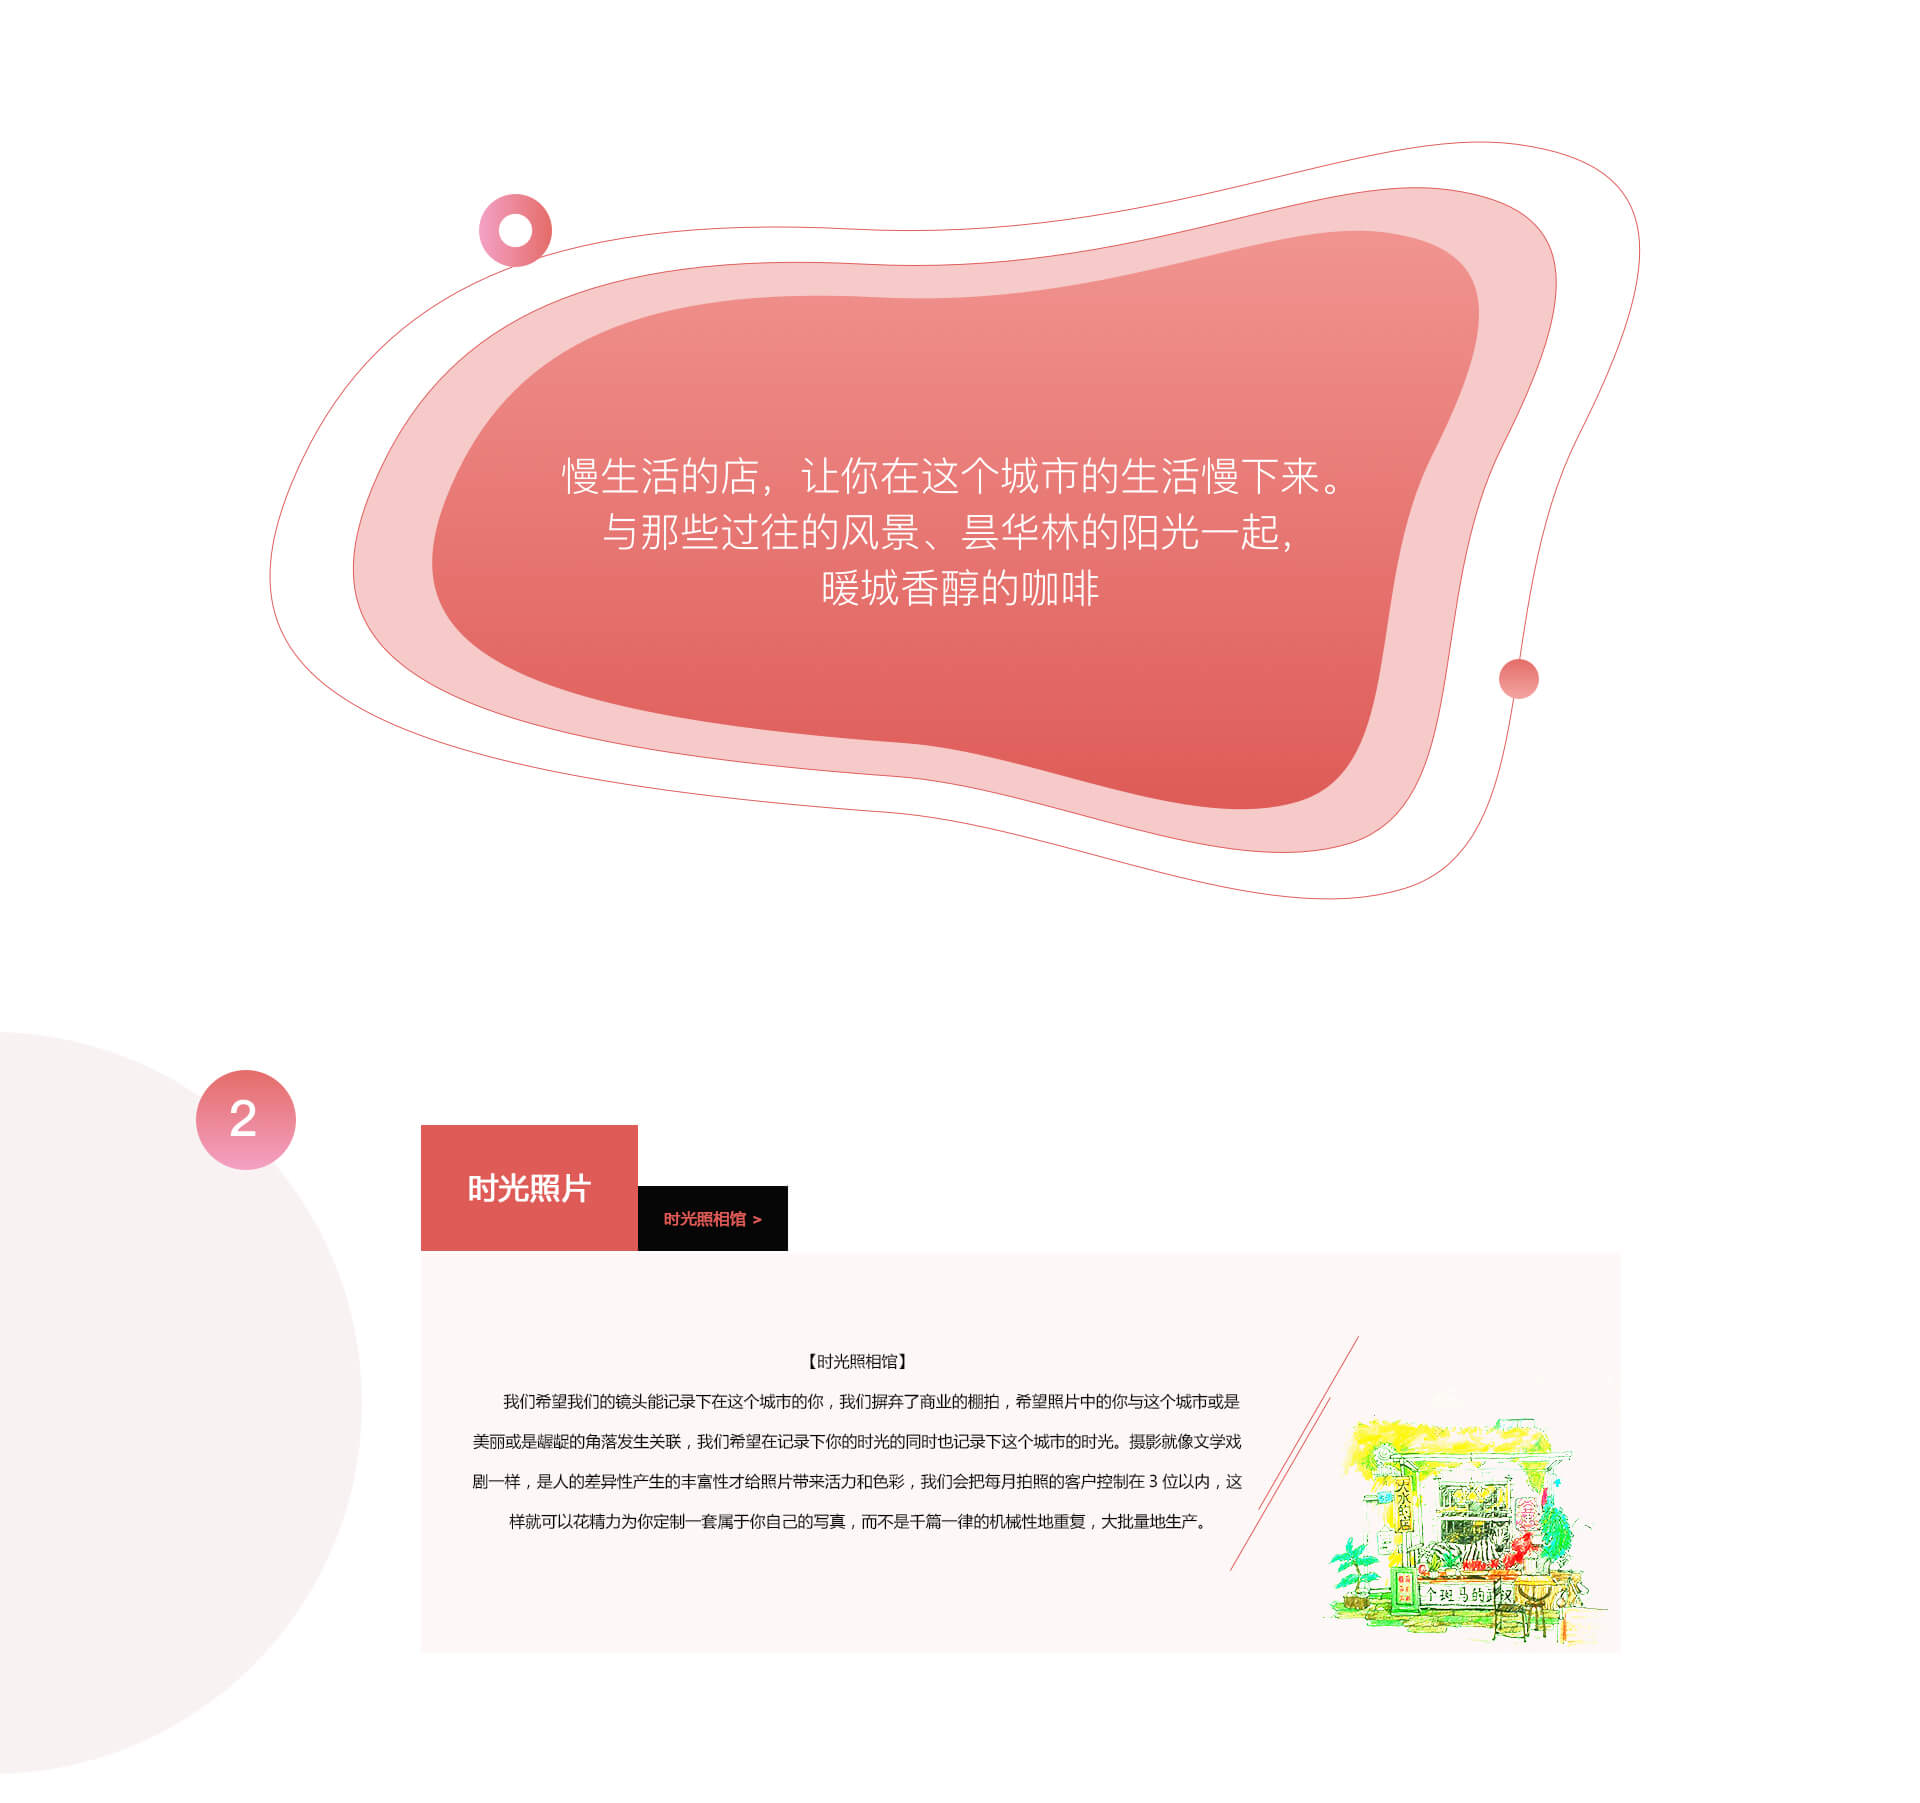 慢生活的店，让你在这个城市的生活慢下来。
与那些过往的风景、昙华林的阳光一起，
暖城香醇的咖啡
2
时光照片
时光照相馆 >
【时光照相馆】
我们希望我们的镜头能记录下在这个城市的你，我们摒弃了商业的棚拍，希望照片中的你与这个城市或是
美丽或是龌龊的角落发生关联，我们希望在记录下你的时光的同时也记录下这个城市的时光。摄影就像文学戏
剧一样，是人的差异性产生的丰富性才给照片带来活力和色彩，我们会把每月拍照的客户控制在 3 位以内，这
样就可以花精力为你定制一套属于你自己的写真，而不是千篇一律的机械性地重复，大批量地生产。
大水的店
个斑马的